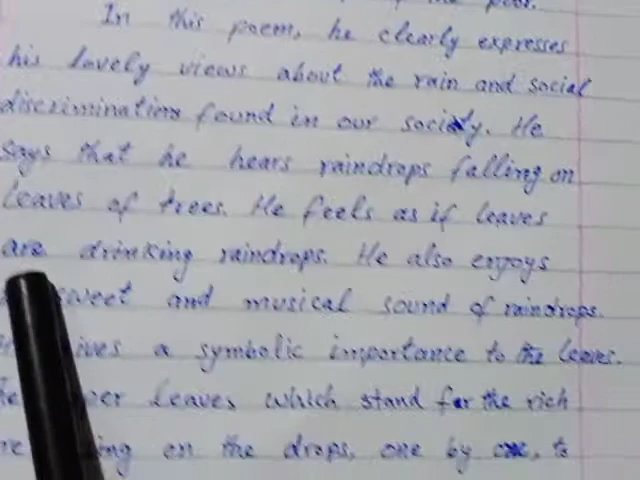 the poor.
In this poem, he clearly expresses
his lovely views about the rain and social
discrimination found in our society. He
says that he hears raindrops falling on
leaves of trees. He feels as if leaves
are drinking raindrops. He also enjoys
sweet and musical sound of raindrops.
a symbolic importance to the leaves.
leaves which stand for the rich
on the drops, one by one, to